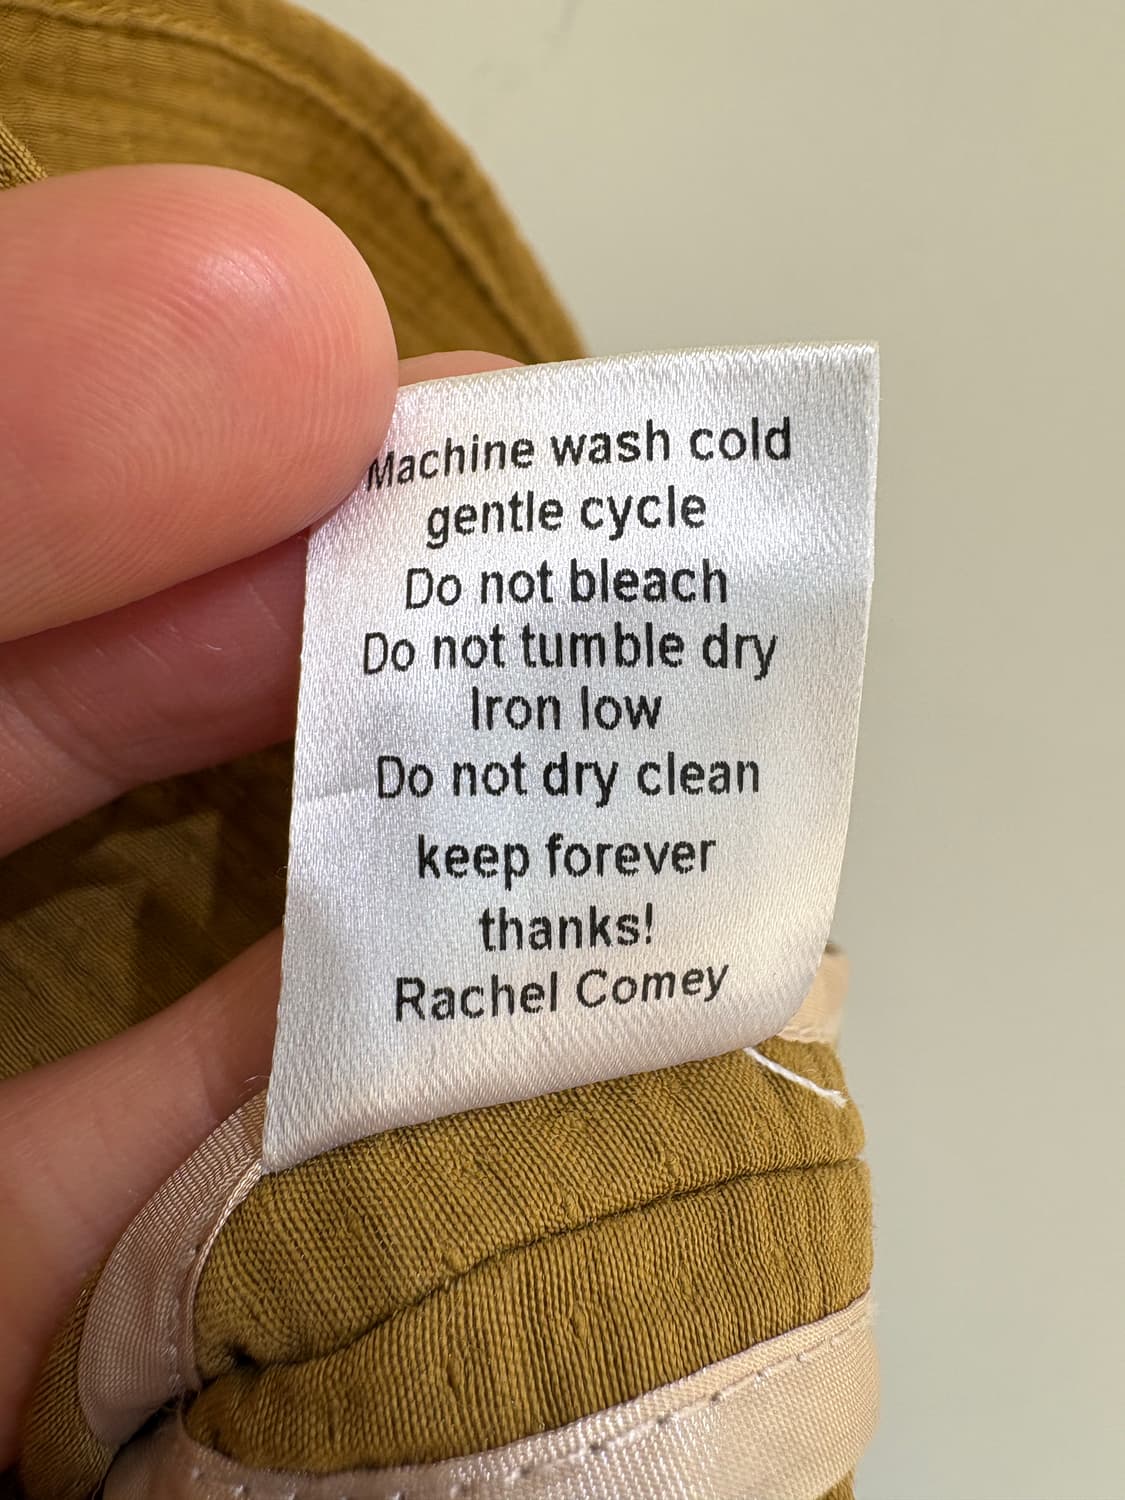 Machine wash cold
gentle cycle
Do not bleach
Do not tumble dry
Iron low
Do not dry clean
keep forever
thanks!
Rachel Comey